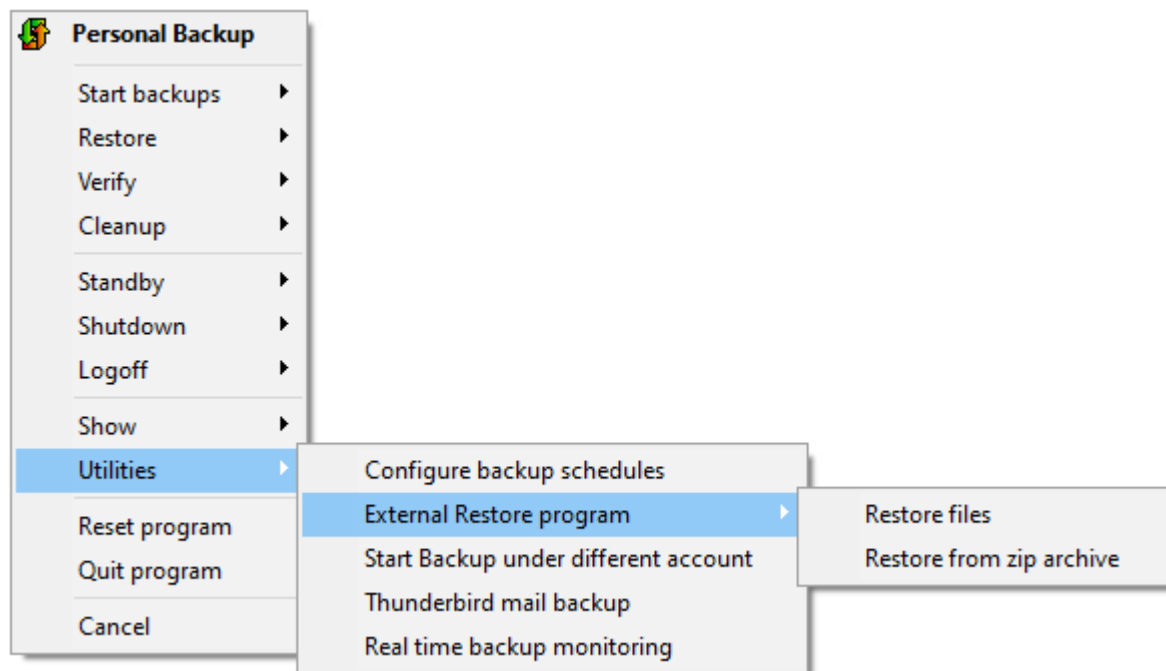 Personal Backup
Start backups
Restore
Verify
Cleanup
Standby
Shutdown
Logoff
Show
Utilities
Reset program
Quit program
Cancel
Configure backup schedules
External Restore program
Start Backup under different account
Thunderbird mail backup
Real time backup monitoring
Restore files
Restore from zip archive